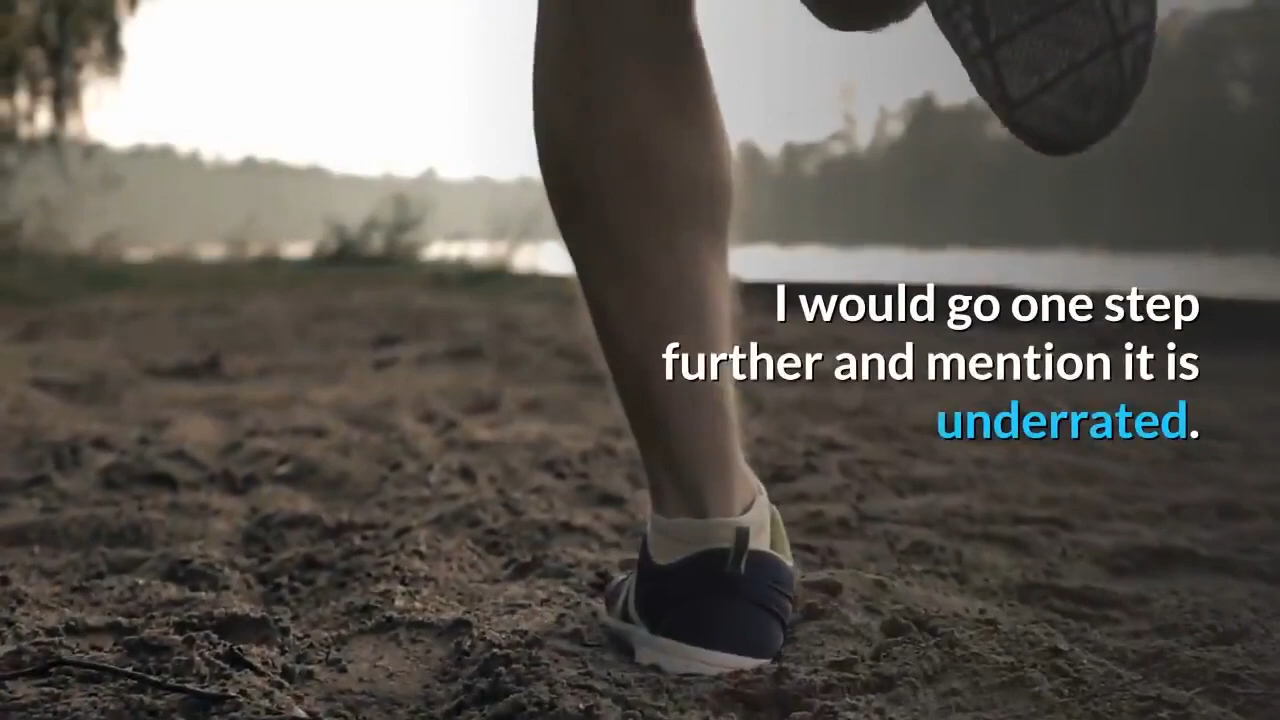 I would go one step
further and mention it is
underrated.